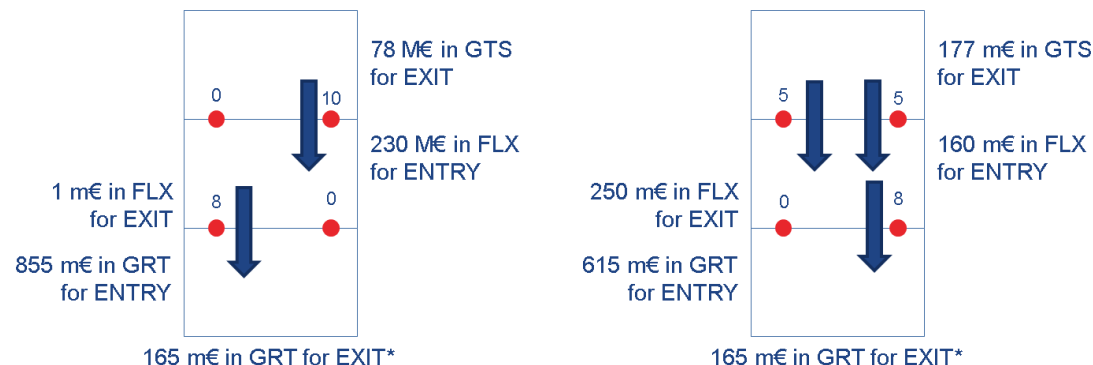 78 M€ in GTS
for EXIT
0
10
230 M€ in FLX
for ENTRY
1 m€ in FLX
for EXIT
8
0
855 m€ in GRT
for ENTRY
165 m€ in GRT for EXIT*
177 m€ in GTS
for EXIT
5
5
160 m€ in FLX
for ENTRY
250 m€ in FLX
for EXIT
0
8
615 m€ in GRT
for ENTRY
165 m€ in GRT for EXIT*